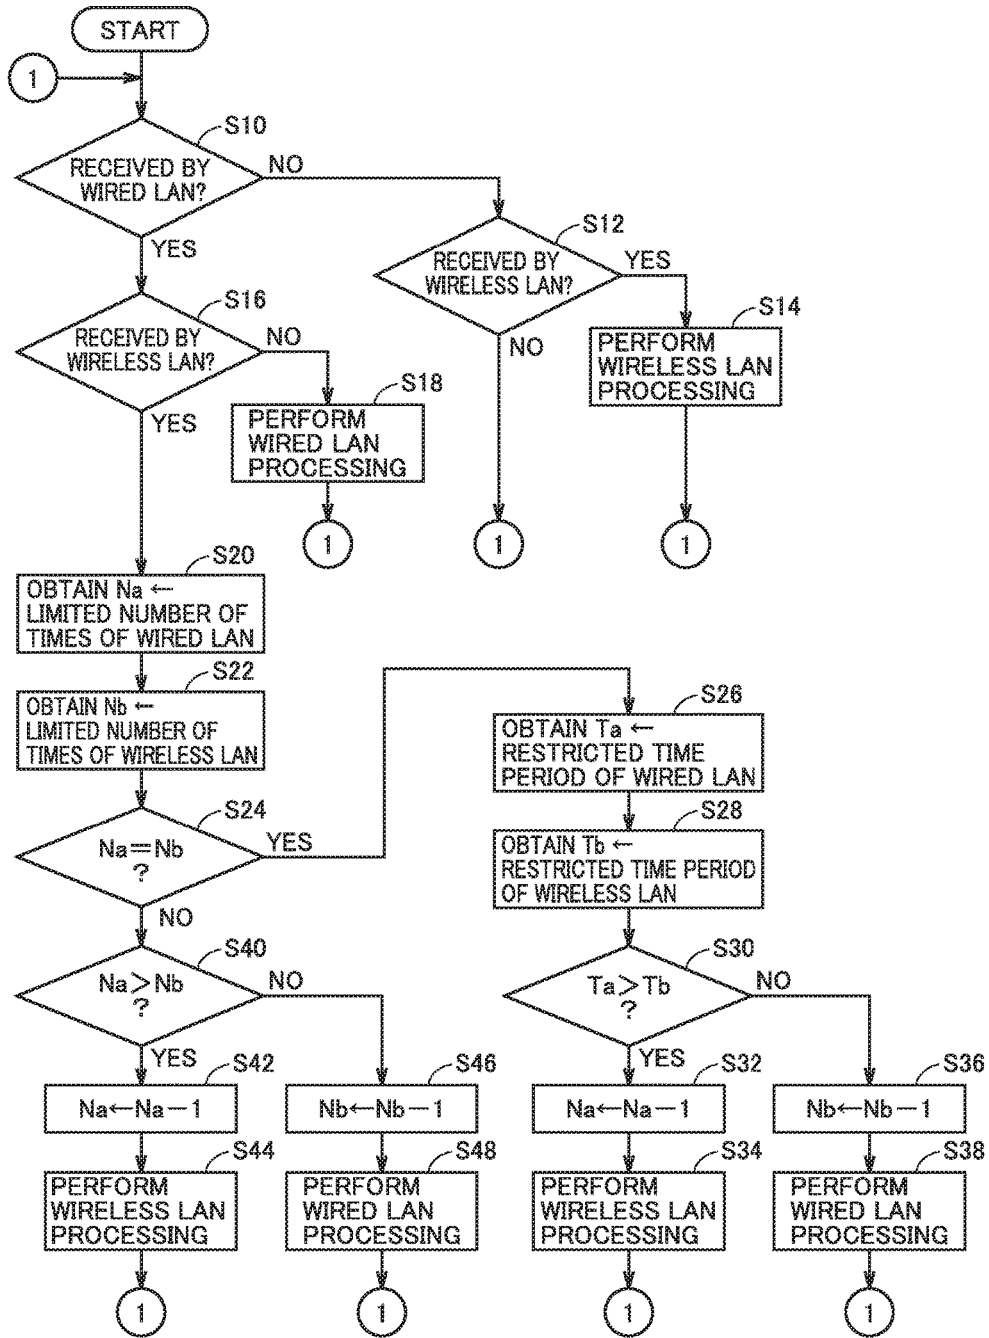 START
1
S10
RECEIVED BY
WIRED LAN?
NO
YES
S12
RECEIVED BY
WIRELESS LAN?
YES
NO
S14
PERFORM
WIRELESS LAN
PROCESSING
S16
RECEIVED BY
WIRELESS LAN?
NO
YES
S18
PERFORM
WIRED LAN
PROCESSING
1
1
1
S20
OBTAIN Na ←
LIMITED NUMBER OF
TIMES OF WIRED LAN
S22
OBTAIN Nb ←
LIMITED NUMBER OF
TIMES OF WIRELESS LAN
S24
Na=Nb
?
YES
NO
S26
OBTAIN Ta ←
RESTRICTED TIME
PERIOD OF WIRED LAN
S28
OBTAIN Tb ←
RESTRICTED TIME PERIOD
OF WIRELESS LAN
S40
Na>Nb
?
NO
YES
S30
Ta>Tb
?
NO
YES
S42
Na←Na-1
S46
Nb←Nb-1
S32
Na←Na-1
S36
Nb←Nb-1
S44
PERFORM
WIRELESS LAN
PROCESSING
S48
PERFORM
WIRED LAN
PROCESSING
S34
PERFORM
WIRELESS LAN
PROCESSING
S38
PERFORM
WIRED LAN
PROCESSING
1
1
1
1